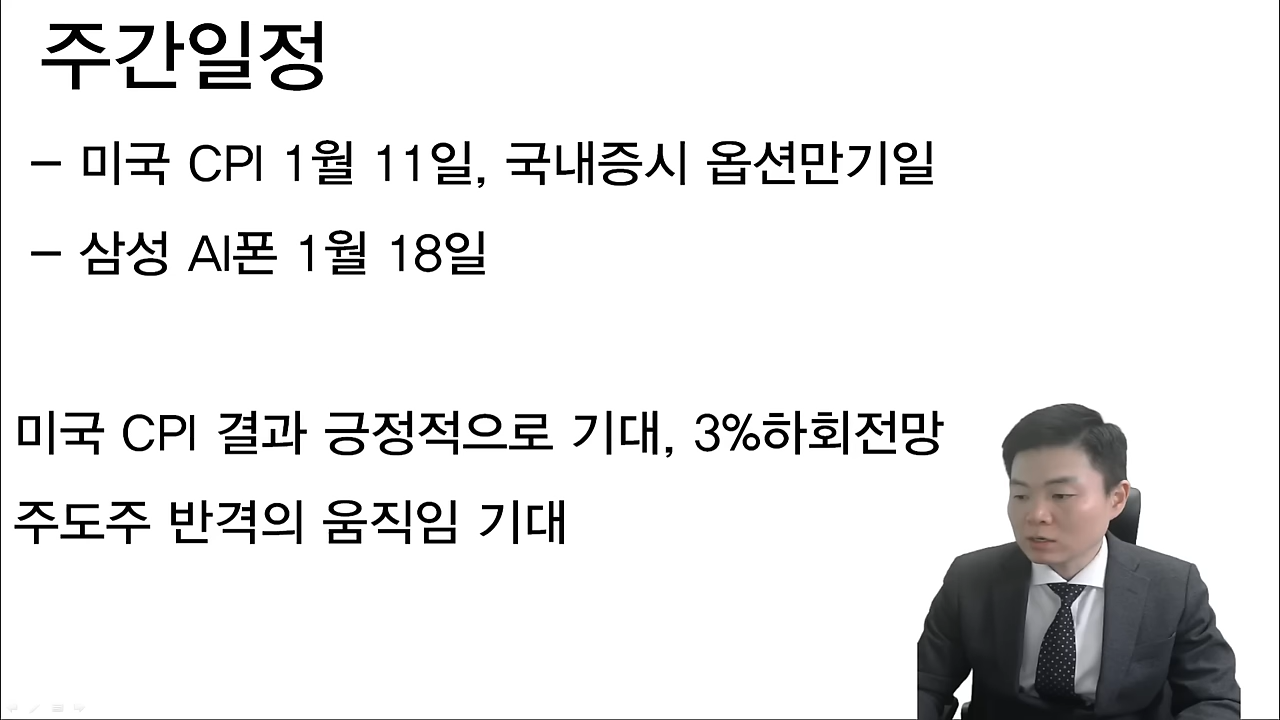 주간일정
- 미국 CPI 1월 11일, 국내증시 옵션만기일
- 삼성 AI폰 1월 18일
미국 CPI 결과 긍정적으로 기대, 3%하회전망
주도주 반격의 움직임 기대